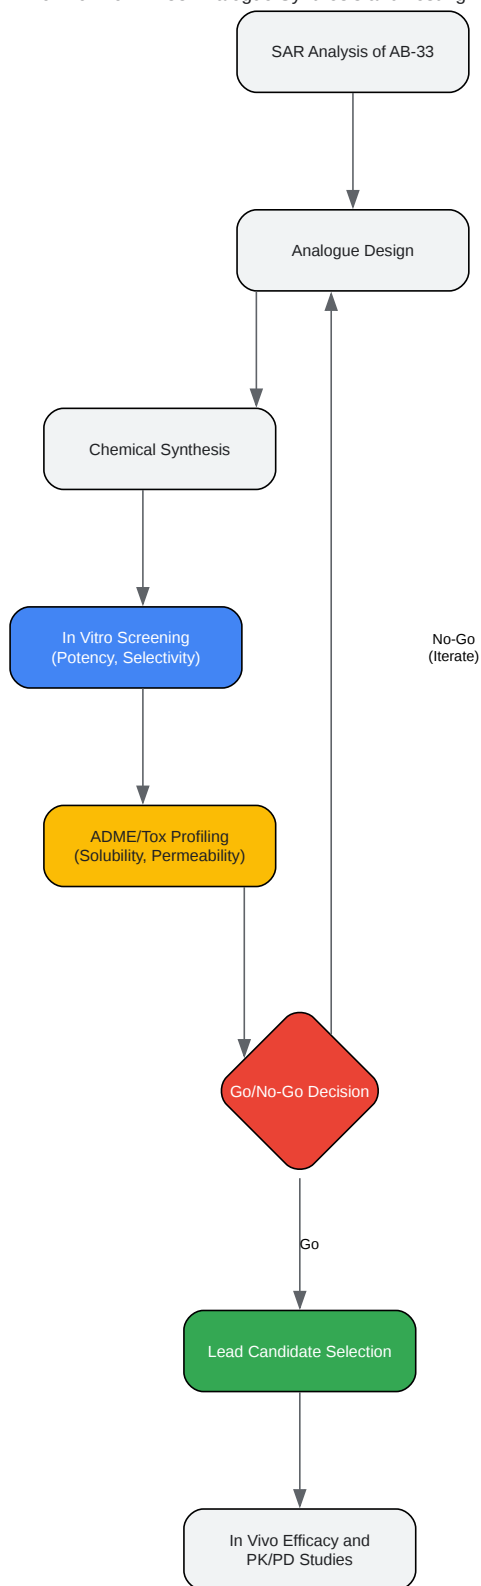 SAR Analysis of AB-33
Analogue Design
Chemical Synthesis
In Vitro Screening
(Potency, Selectivity)
No-Go
(Iterate)
ADME/Tox Profiling
(Solubility, Permeability)
Go/No-Go Decision
Go
Lead Candidate Selection
In Vivo Efficacy and
PK/PD Studies